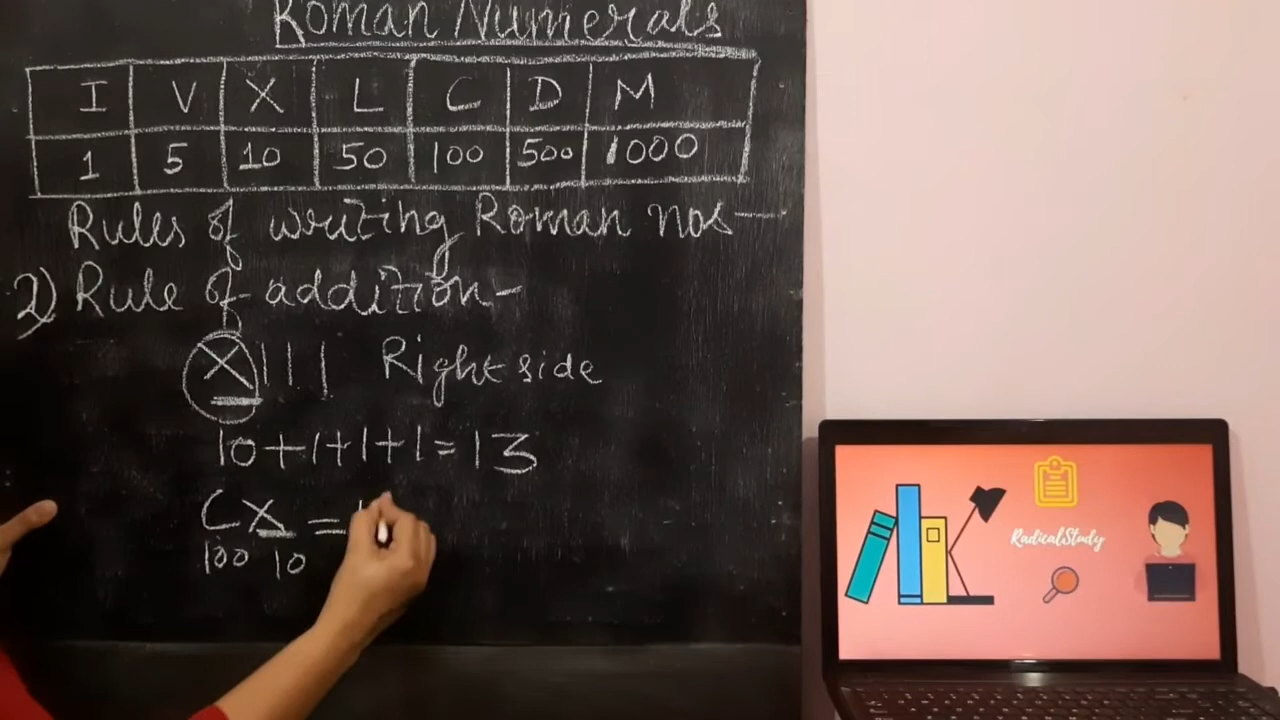 Roman Numerals
I V X L C D M
1 5 10 50 100 500 1000
Rules of writing Roman nos—
2) Rule of addition-
XIII Right side
10+1+1+1=13
CX = 1
100 10
RadicalStudy